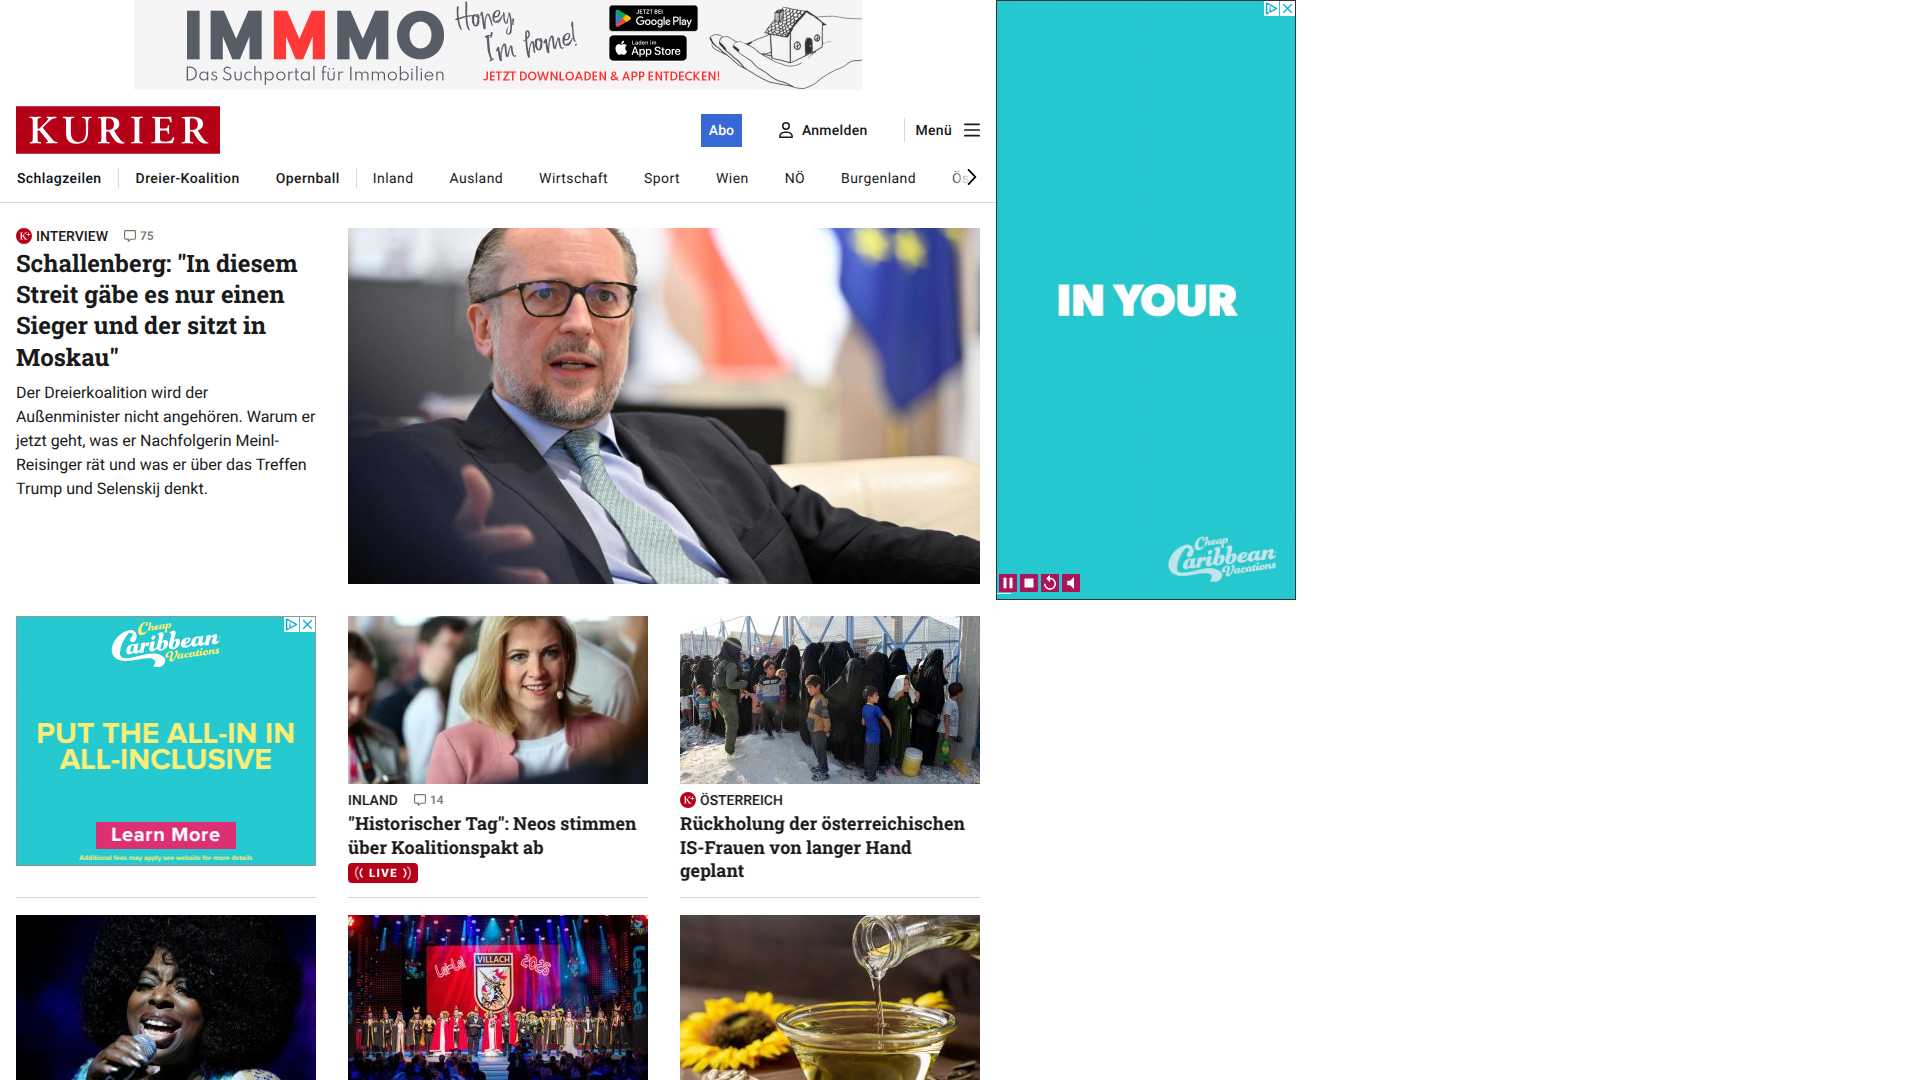 IMMMO
Das Suchportal für Immobilien
Honey, I'm home!
JETZT BEI
Google Play
Laden im
App Store
JETZT DOWNLOADEN & APP ENTDECKEN!
KURIER
Abo
Anmelden
Menü
Schlagzeilen
Dreier-Koalition
Opernball
Inland
Ausland
Wirtschaft
Sport
Wien
NÖ
Burgenland
INTERVIEW
75
Schallenberg: "In diesem
Streit gäbe es nur einen
Sieger und der sitzt in
Moskau"
Der Dreierkoalition wird der
Außenminister nicht angehören. Warum er
jetzt geht, was er Nachfolgerin Meinl-
Reisinger rät und was er über das Treffen
Trump und Selenskij denkt.
IN YOUR
Cheap
Caribbean
Vacations
Cheap
Caribbean
Vacations
PUT THE ALL-IN IN
ALL-INCLUSIVE
Learn More
Additional fees may apply see website for more details
INLAND
14
"Historischer Tag": Neos stimmen
über Koalitionspakt ab
LIVE
K+ ÖSTERREICH
Rückholung der österreichischen
IS-Frauen von langer Hand
geplant
Lei-Lei
VILLACH
2025
Lei-Lei